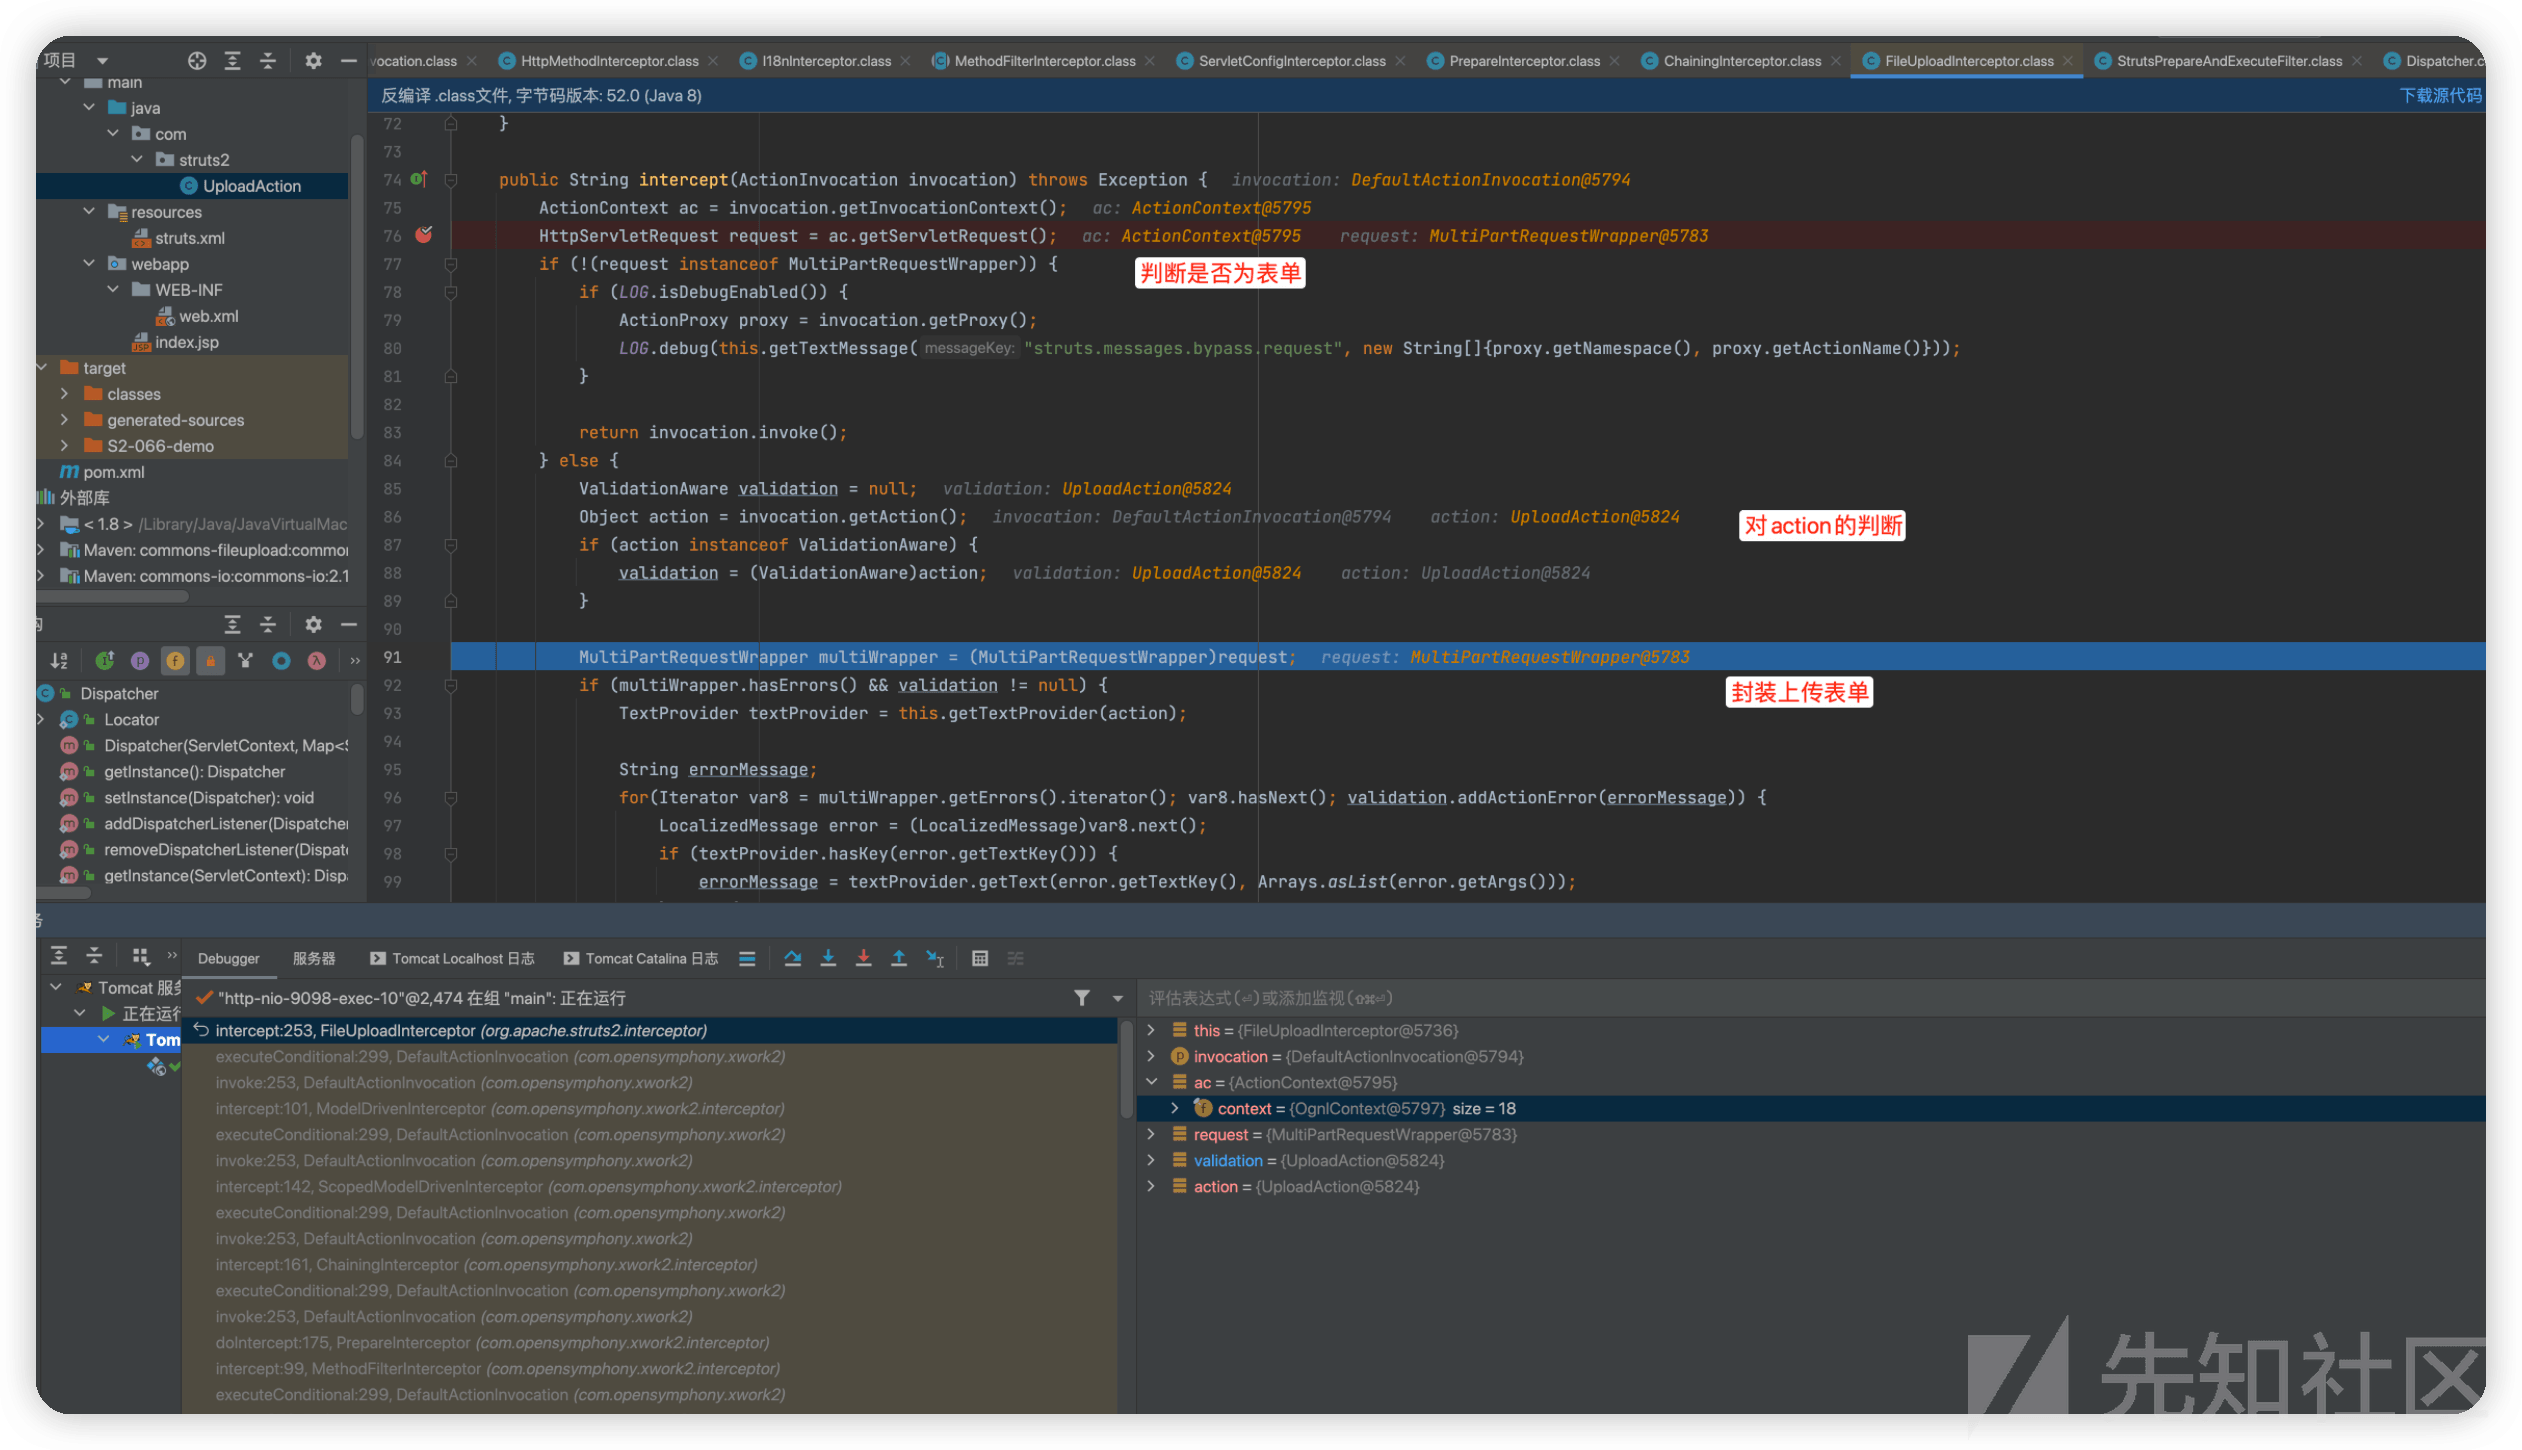 项目
vocation.class
HttpMethodInterceptor.class
I18nInterceptor.class
MethodFilterInterceptor.class
ServletConfigInterceptor.class
PrepareInterceptor.class
ChainingInterceptor.class
FileUploadInterceptor.class
StrutsPrepareAndExecuteFilter.class
Dispatcher.c
main
java
com
struts2
UploadAction
resources
struts.xml
webapp
WEB-INF
web.xml
index.jsp
target
classes
generated-sources
S2-066-demo
pom.xml
外部库
< 1.8 > /Library/Java/JavaVirtualMac
Maven: commons-fileupload:common
Maven: commons-io:commons-io:2.1
反编译 .class文件, 字节码版本: 52.0 (Java 8)
下载源代码
72 }
73
74 public String intercept(ActionInvocation invocation) throws Exception { invocation: DefaultActionInvocation@5794
75 ActionContext ac = invocation.getInvocationContext(); ac: ActionContext@5795
76 HttpServletRequest request = ac.getServletRequest(); ac: ActionContext@5795 request: MultiPartRequestWrapper@5783
77 if (!(request instanceof MultiPartRequestWrapper)) {
判断是否为表单
78 if (LOG.isDebugEnabled()) {
79 ActionProxy proxy = invocation.getProxy();
80 LOG.debug(this.getTextMessage( messageKey: "struts.messages.bypass.request", new String[]{proxy.getNamespace(), proxy.getActionName()}));
81 }
82
83 return invocation.invoke();
84 } else {
85 ValidationAware validation = null; validation: UploadAction@5824
86 Object action = invocation.getAction(); invocation: DefaultActionInvocation@5794 action: UploadAction@5824
对action的判断
87 if (action instanceof ValidationAware) {
88 validation = (ValidationAware)action; validation: UploadAction@5824 action: UploadAction@5824
89 }
90
91 MultiPartRequestWrapper multiWrapper = (MultiPartRequestWrapper)request; request: MultiPartRequestWrapper@5783
92 if (multiWrapper.hasErrors() && validation != null) {
封装上传表单
93 TextProvider textProvider = this.getTextProvider(action);
94
95 String errorMessage;
96 for(Iterator var8 = multiWrapper.getErrors().iterator(); var8.hasNext(); validation.addActionError(errorMessage)) {
97 LocalizedMessage error = (LocalizedMessage)var8.next();
98 if (textProvider.hasKey(error.getTextKey())) {
99 errorMessage = textProvider.getText(error.getTextKey(), Arrays.asList(error.getArgs()));
Dispatcher
Locator
Dispatcher(ServletContext, Map<S
getInstance(): Dispatcher
setInstance(Dispatcher): void
addDispatcherListener(Dispatcher
removeDispatcherListener(Dispat
getInstance(ServletContext): Disp
Debugger
服务器
Tomcat Localhost 日志
Tomcat Catalina 日志
Tomcat 服务
正在运行
Tom
"http-nio-9098-exec-10"@2,474 在组 "main": 正在运行
intercept:253, FileUploadInterceptor (org.apache.struts2.interceptor)
executeConditional:299, DefaultActionInvocation (com.opensymphony.xwork2)
invoke:253, DefaultActionInvocation (com.opensymphony.xwork2)
intercept:101, ModelDrivenInterceptor (com.opensymphony.xwork2.interceptor)
executeConditional:299, DefaultActionInvocation (com.opensymphony.xwork2)
invoke:253, DefaultActionInvocation (com.opensymphony.xwork2)
intercept:142, ScopedModelDrivenInterceptor (com.opensymphony.xwork2.interceptor)
executeConditional:299, DefaultActionInvocation (com.opensymphony.xwork2)
invoke:253, DefaultActionInvocation (com.opensymphony.xwork2)
intercept:161, ChainingInterceptor (com.opensymphony.xwork2.interceptor)
executeConditional:299, DefaultActionInvocation (com.opensymphony.xwork2)
invoke:253, DefaultActionInvocation (com.opensymphony.xwork2)
doIntercept:175, PrepareInterceptor (com.opensymphony.xwork2.interceptor)
intercept:99, MethodFilterInterceptor (com.opensymphony.xwork2.interceptor)
executeConditional:299, DefaultActionInvocation (com.opensymphony.xwork2)
评估表达式(⏎)或添加监视(⇧⌘⏎)
this = {FileUploadInterceptor@5736}
invocation = {DefaultActionInvocation@5794}
ac = {ActionContext@5795}
context = {OgnlContext@5797} size = 18
request = {MultiPartRequestWrapper@5783}
validation = {UploadAction@5824}
action = {UploadAction@5824}
先知社区